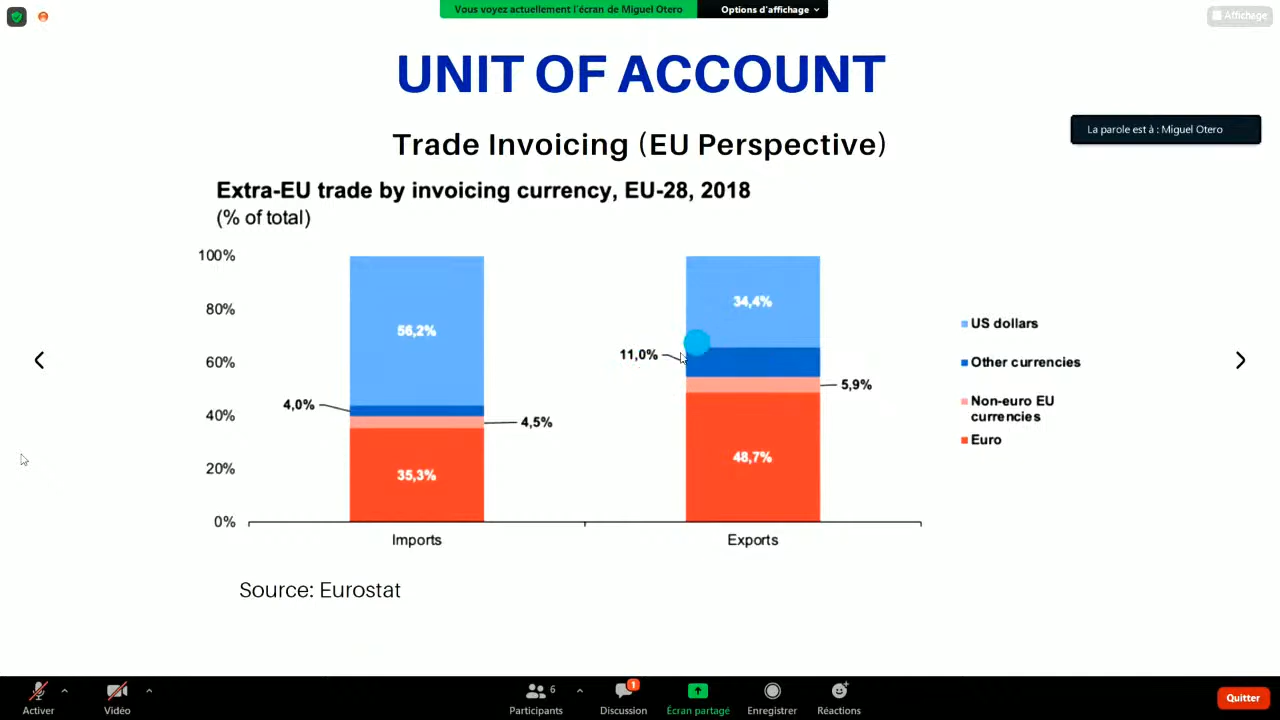 Vous voyez actuellement l'écran de Miguel Otero
Options d'affichage
Affichage
UNIT OF ACCOUNT
La parole est à : Miguel Otero
Trade Invoicing (EU Perspective)
Extra-EU trade by invoicing currency, EU-28, 2018
(% of total)
100%
80%
60%
40%
20%
0%
56,2%
4,0%
4,5%
35,3%
34,4%
11,0%
5,9%
48,7%
Imports
Exports
US dollars
Other currencies
Non-euro EU
currencies
Euro
Source: Eurostat
Activer
Vidéo
6
Participants
1
Discussion
Écran partagé
Enregistrer
Réactions
Quitter